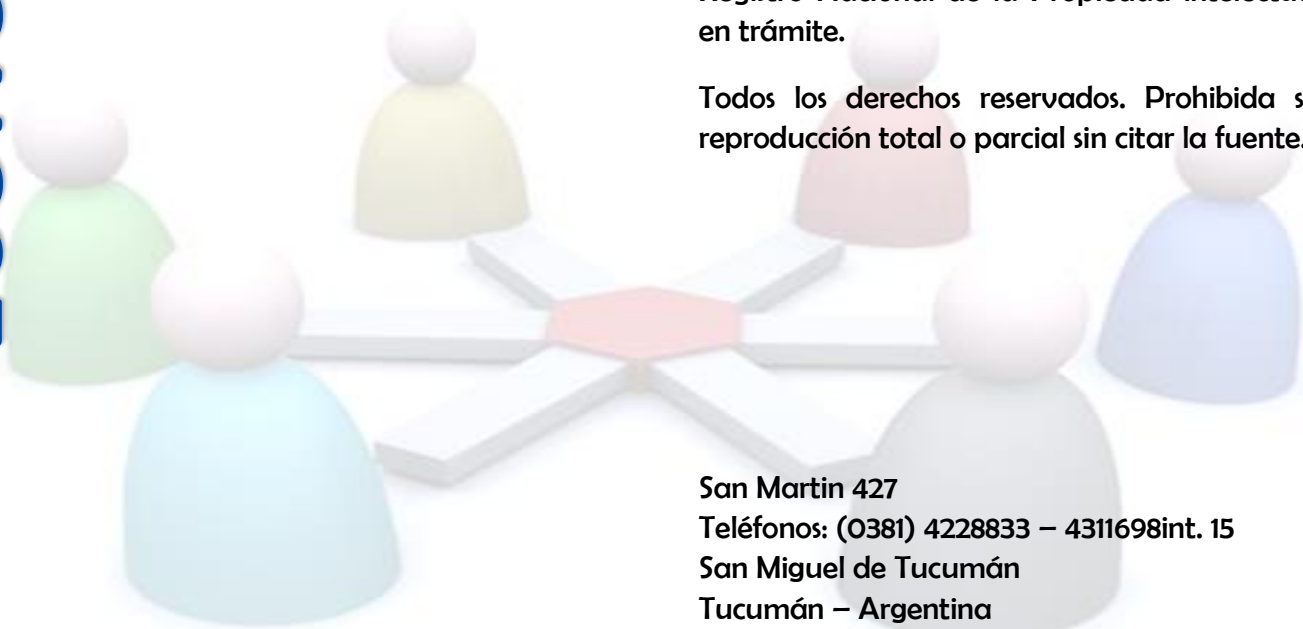 en trámite.
Todos los derechos reservados. Prohibida
reproducción total o parcial sin citar la fuente.
San Martin 427
Teléfonos: (0381) 4228833 – 4311698int. 15
San Miguel de Tucumán
Tucumán – Argentina